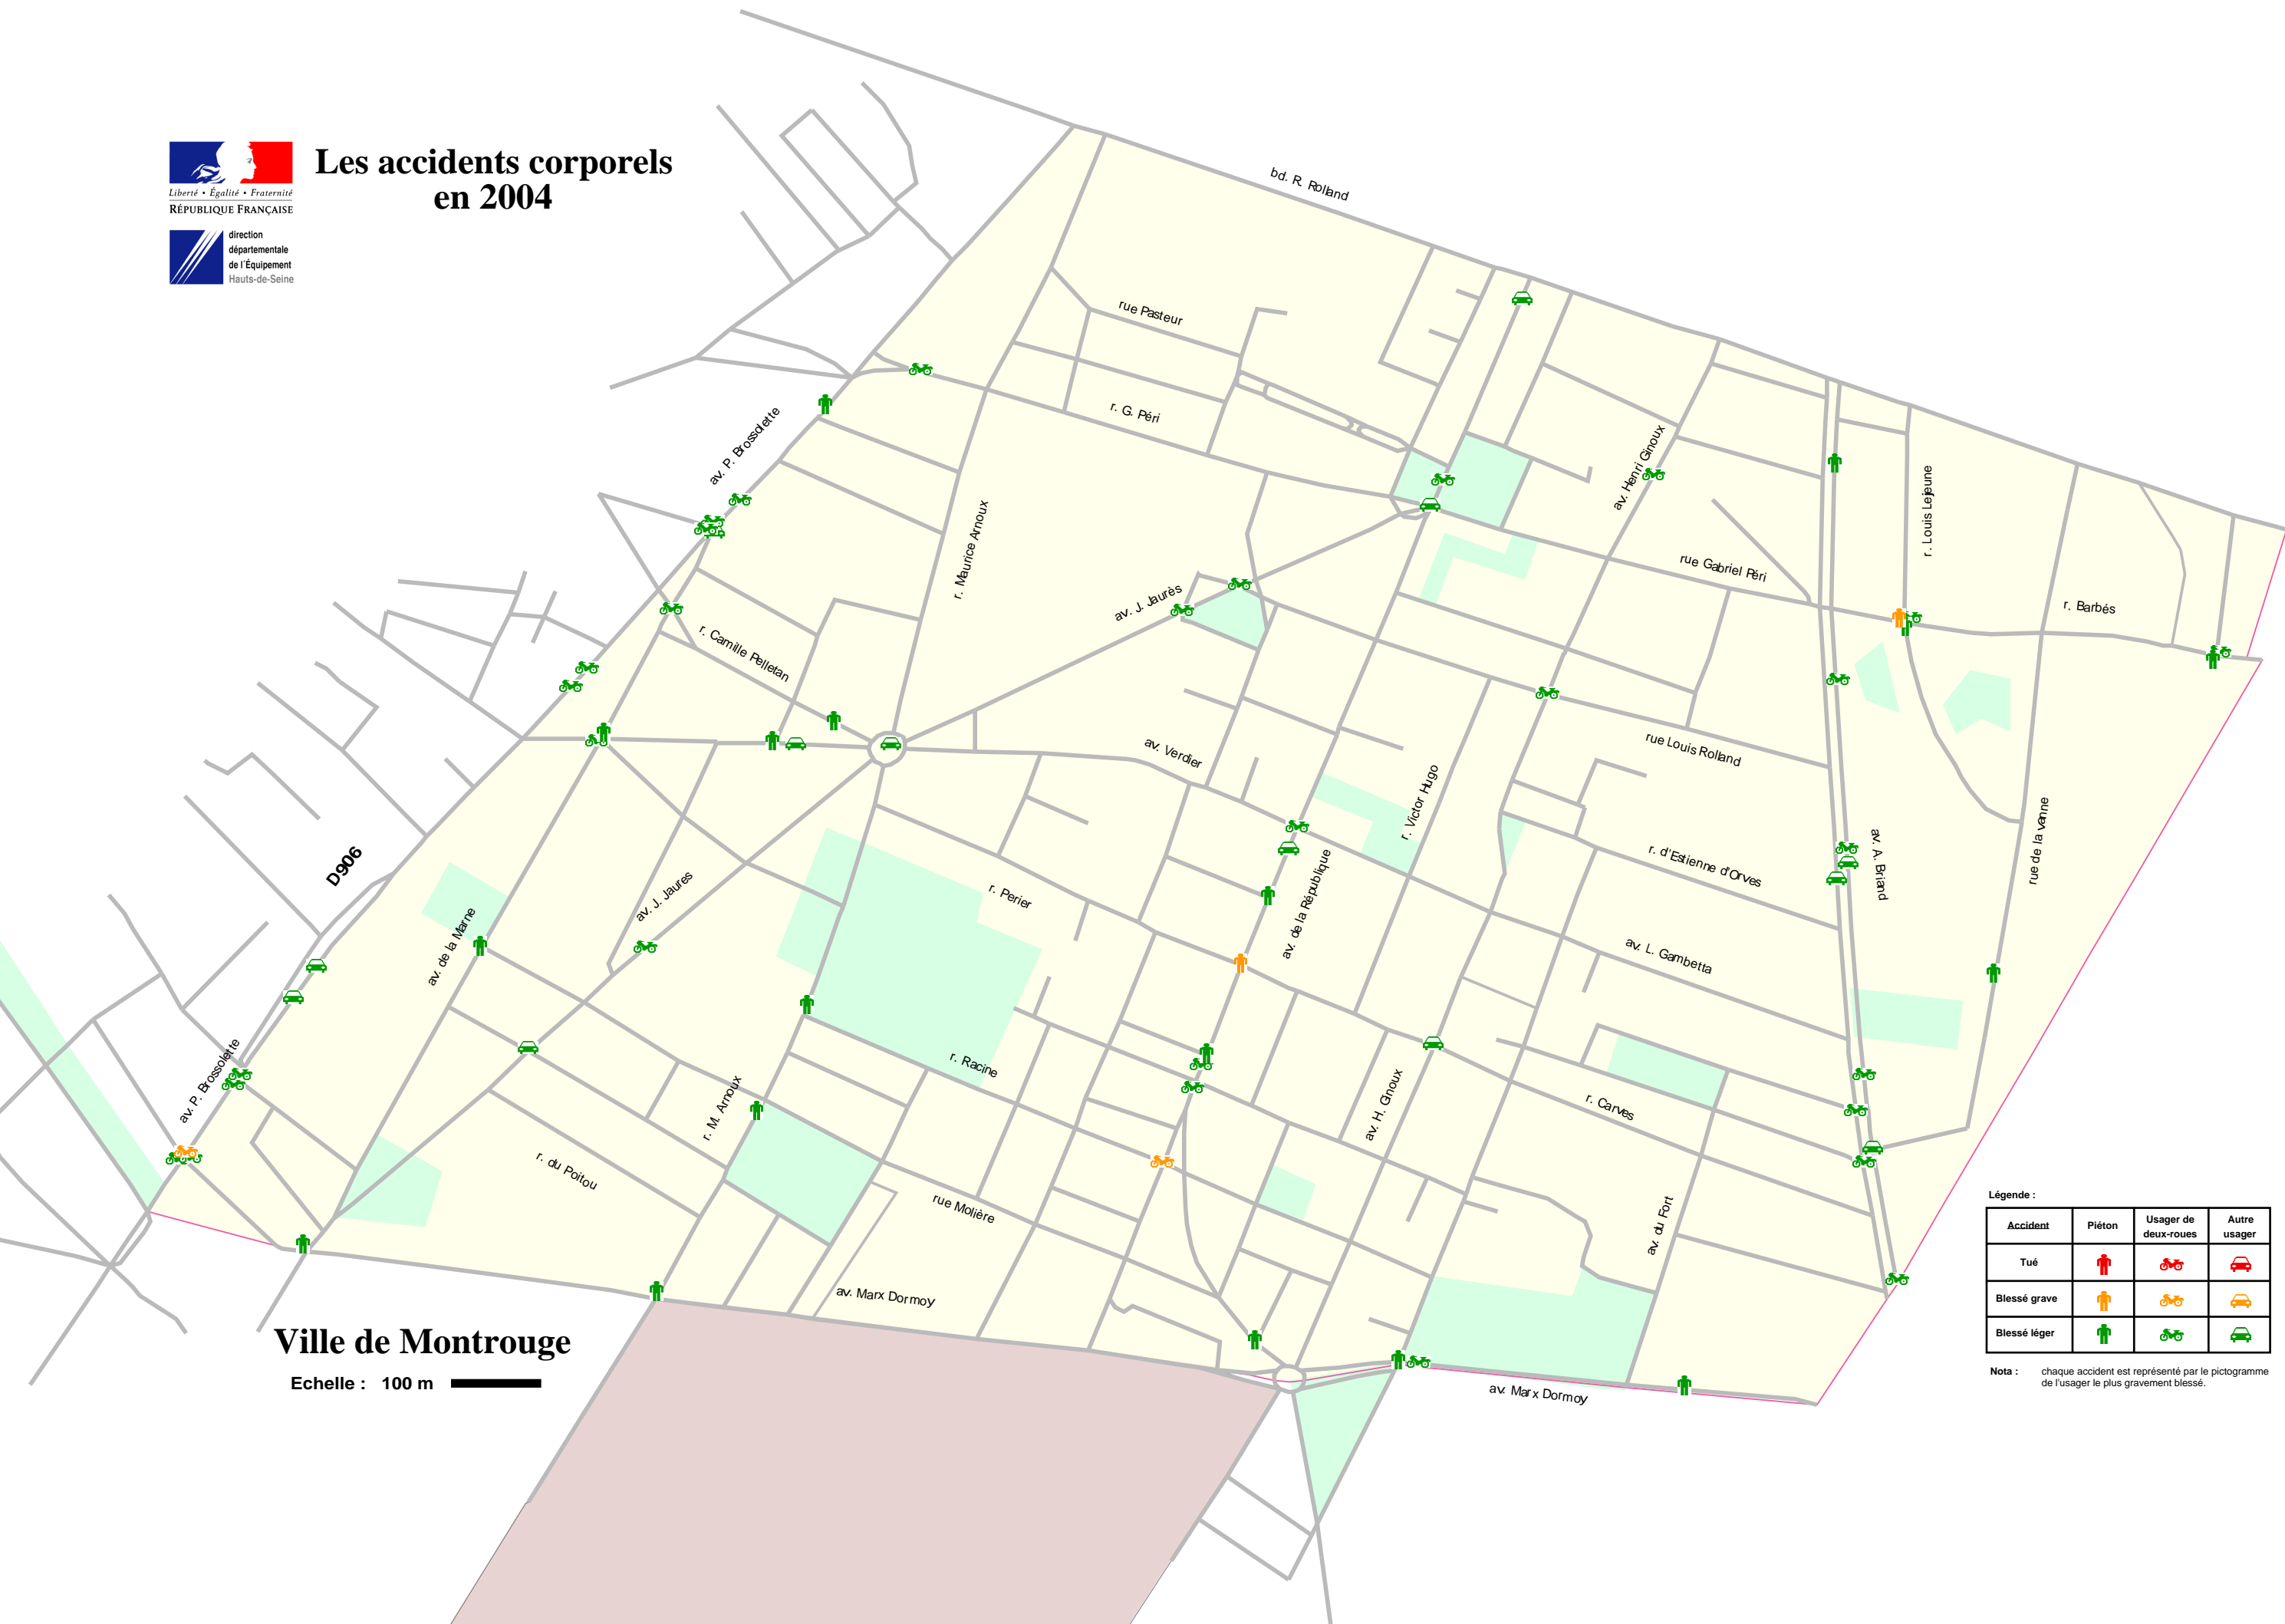 Liberté • Égalité • Fraternité
RÉPUBLIQUE FRANÇAISE
direction
départementale
de l'Équipement
Hauts-de-Seine
Les accidents corporels
en 2004
bd. R. Rolland
rue Pasteur
r. G. Péri
av. P. Brossolette
r. Maurice Arnoux
av. Henri Ginoux
r. Louis Lejeune
rue Gabriel Péri
r. Barbés
av. J. Jaurès
r. Camille Pelletan
av. Verdier
rue Louis Rolland
r. Victor Hugo
D906
av. A. Briand
rue de la vanne
r. d'Estienne d'Orves
av. J. Jaures
r. Perier
av. de la République
av. de la Marne
av. L. Gambetta
av. P. Brossolette
r. Racine
r. M. Arnoux
av. H. Ginoux
r. Carves
r. du Poitou
rue Molière
av. du Fort
av. Marx Dormoy
av. Marx Dormoy
Ville de Montrouge
Echelle : 100 m
Légende :
Accident Piéton Usager de deux-roues Autre usager
Tué
Blessé grave
Blessé léger
Nota : chaque accident est représenté par le pictogramme
de l'usager le plus gravement blessé.